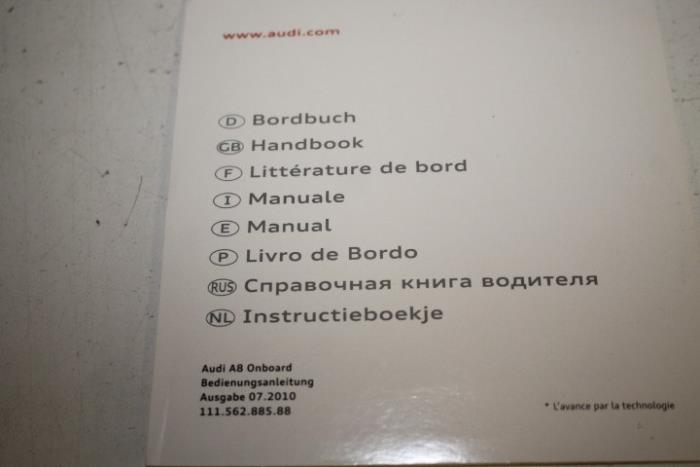 www.audi.com
D Bordbuch
GB Handbook
F Littérature de bord
I Manuale
E Manual
P Livro de Bordo
RUS Справочная книга водителя
NL Instructieboekje
Audi A8 Onboard
Bedienungsanleitung
Ausgabe 07.2010
111.562.885.88
* L'avance par la technologie